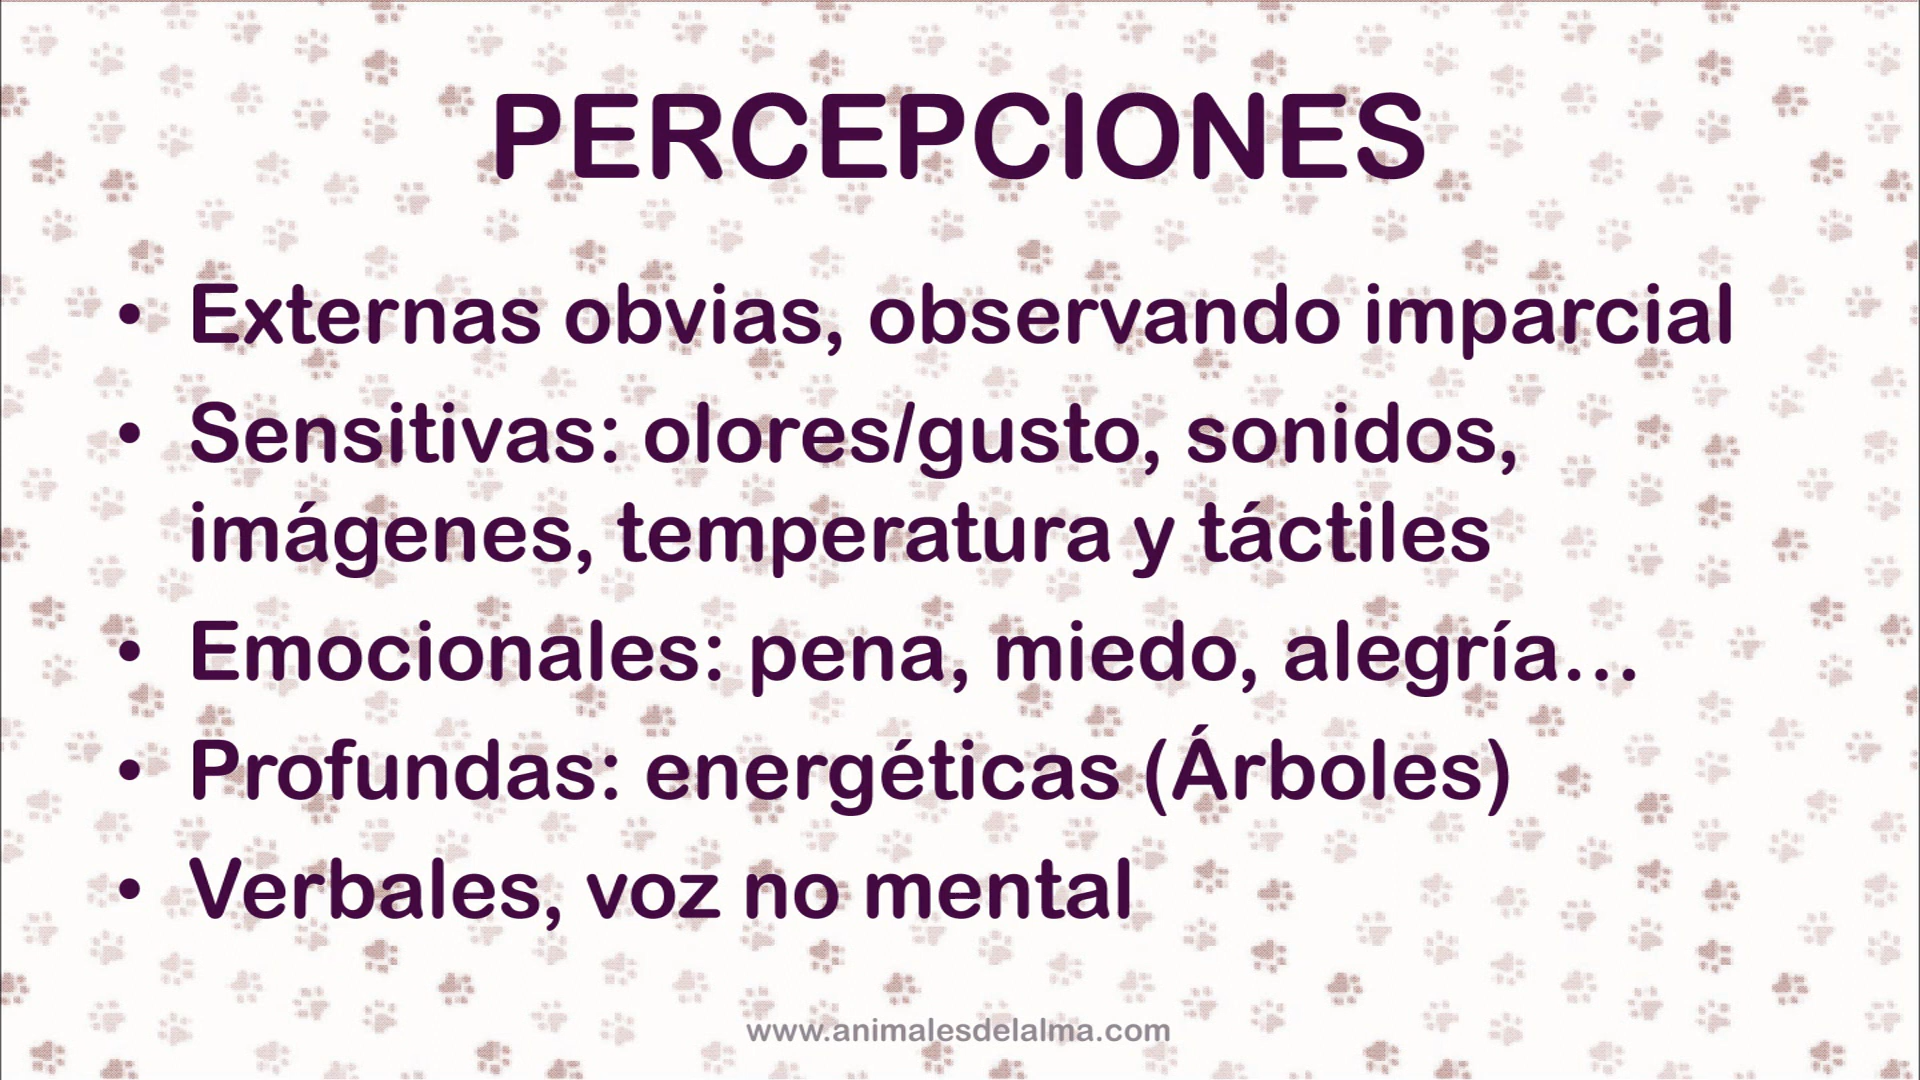 PERCEPCIONES
• Externas obvias, observando imparcial
• Sensitivas: olores/gusto, sonidos,
imágenes, temperatura y táctiles
• Emocionales: pena, miedo, alegría...
• Profundas: energéticas (Árboles)
• Verbales, voz no mental
www.animalesdelalma.com